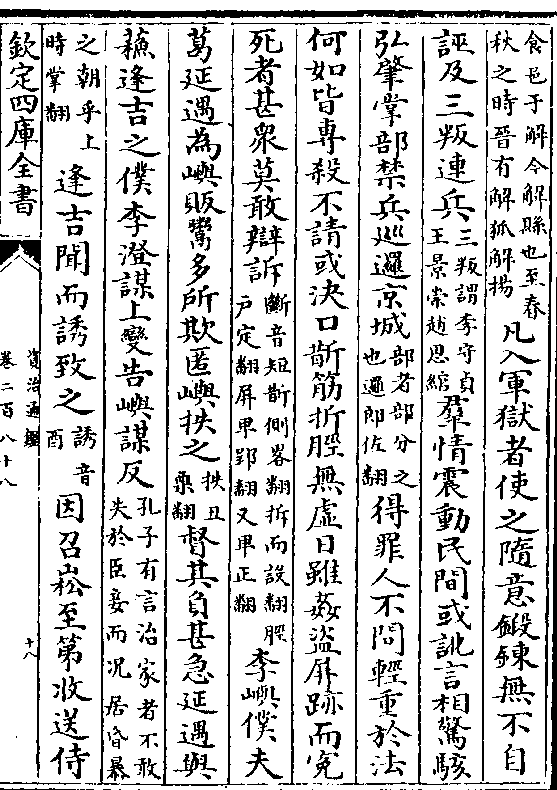 食邑于解今解縣也至春
秋之時晉有解狐解揚
凡入軍獄者使之隨意鍛鍊無不自
誣及三叛連兵
三叛謂李守貞
王景崇趙思綰
羣情震動民間或訛言相驚駭
弘肇掌部禁兵巡邏京城
部者部分之
也邏郎佐翻
得罪人不問輕重於法
何如皆專殺不請或決口斮筋折脛無虛日雖姦盜屏跡而寃
死者甚衆莫敢辯訴
斷音短斮側畧翻折而設翻脛
戶定翻屏卑郢翻又卑正翻
李嶼僕夫
葛延遇為嶼販鬻多所欺匿嶼抶之
抶丑
栗翻
督其負甚急延遇與
蘇逢吉之僕李澄謀上變告嶼謀反
孔子有言治家者不敢
失於臣妾而況居昏暴
之朝乎上
時掌翻
逢吉聞而誘致之
誘音
酉
因召崧至第收送侍
欽定四庫全書
資治通鑑
卷二百八十八
十八